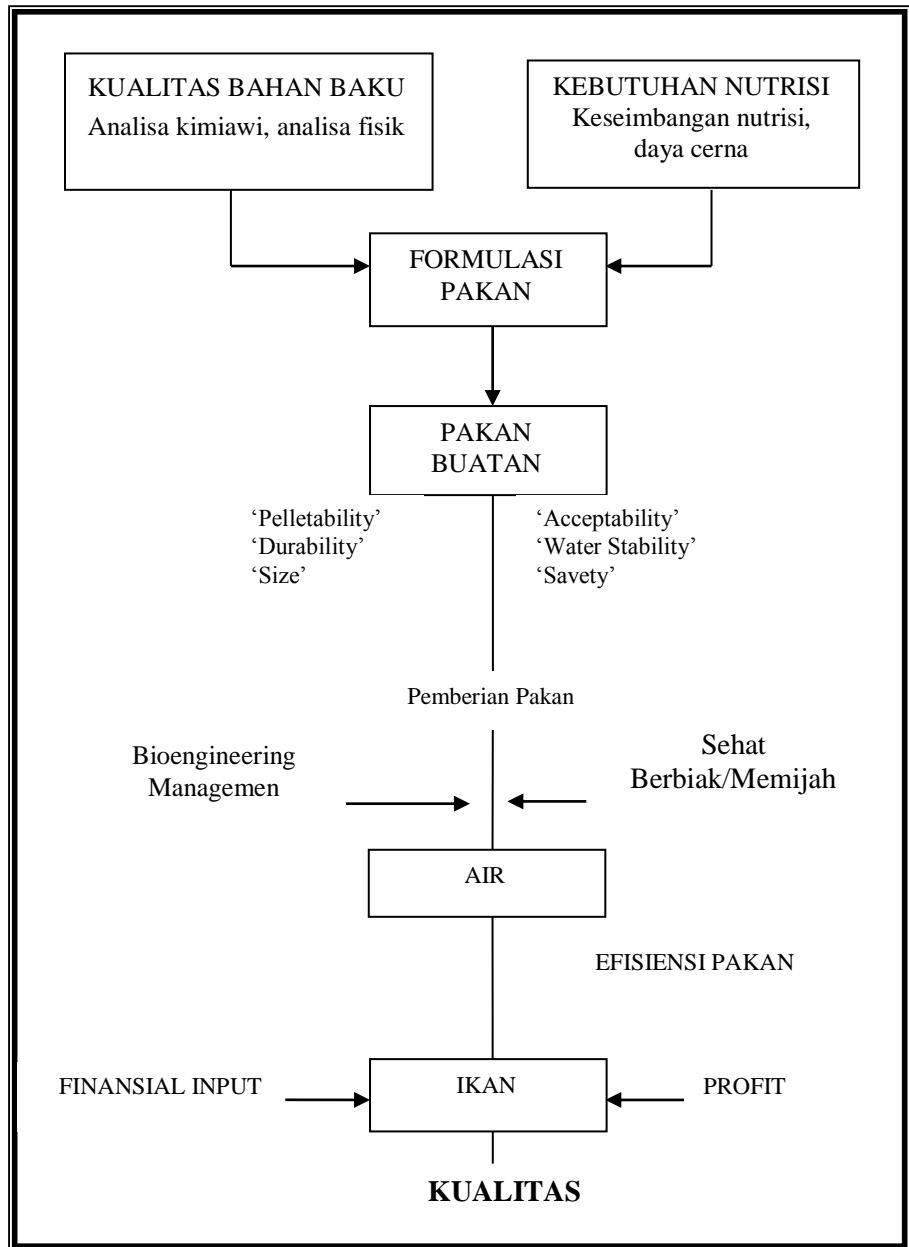 KUALITAS BAHAN BAKU
Analisa kimiawi, analisa fisik
KEBUTUHAN NUTRISI
Keseimbangan nutrisi,
daya cerna
FORMULASI
PAKAN
PAKAN
BUATAN
‘Pelletability’
‘Durability’
‘Size’
‘Acceptability’
‘Water Stability’
‘Savety’
Pemberian Pakan
Bioengineering
Managemen
Sehat
Berbiak/Memijah
AIR
EFISIENSI PAKAN
FINANSIAL INPUT
IKAN
PROFIT
KUALITAS